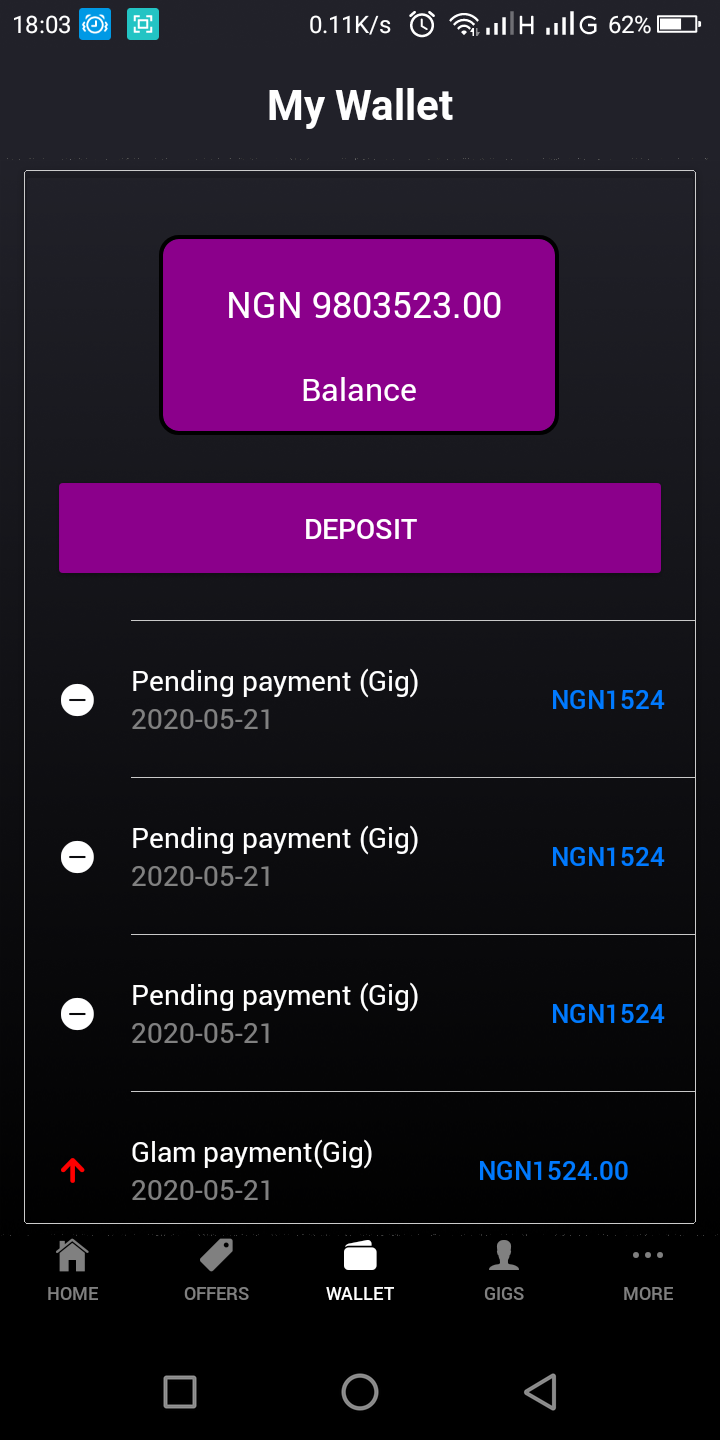 18:03 0.11K/s H G 62%
My Wallet
NGN 9803523.00
Balance
DEPOSIT
Pending payment (Gig)
NGN1524
2020-05-21
Pending payment (Gig)
NGN1524
2020-05-21
Pending payment (Gig)
NGN1524
2020-05-21
Glam payment(Gig)
NGN1524.00
2020-05-21
HOME OFFERS WALLET GIGS MORE